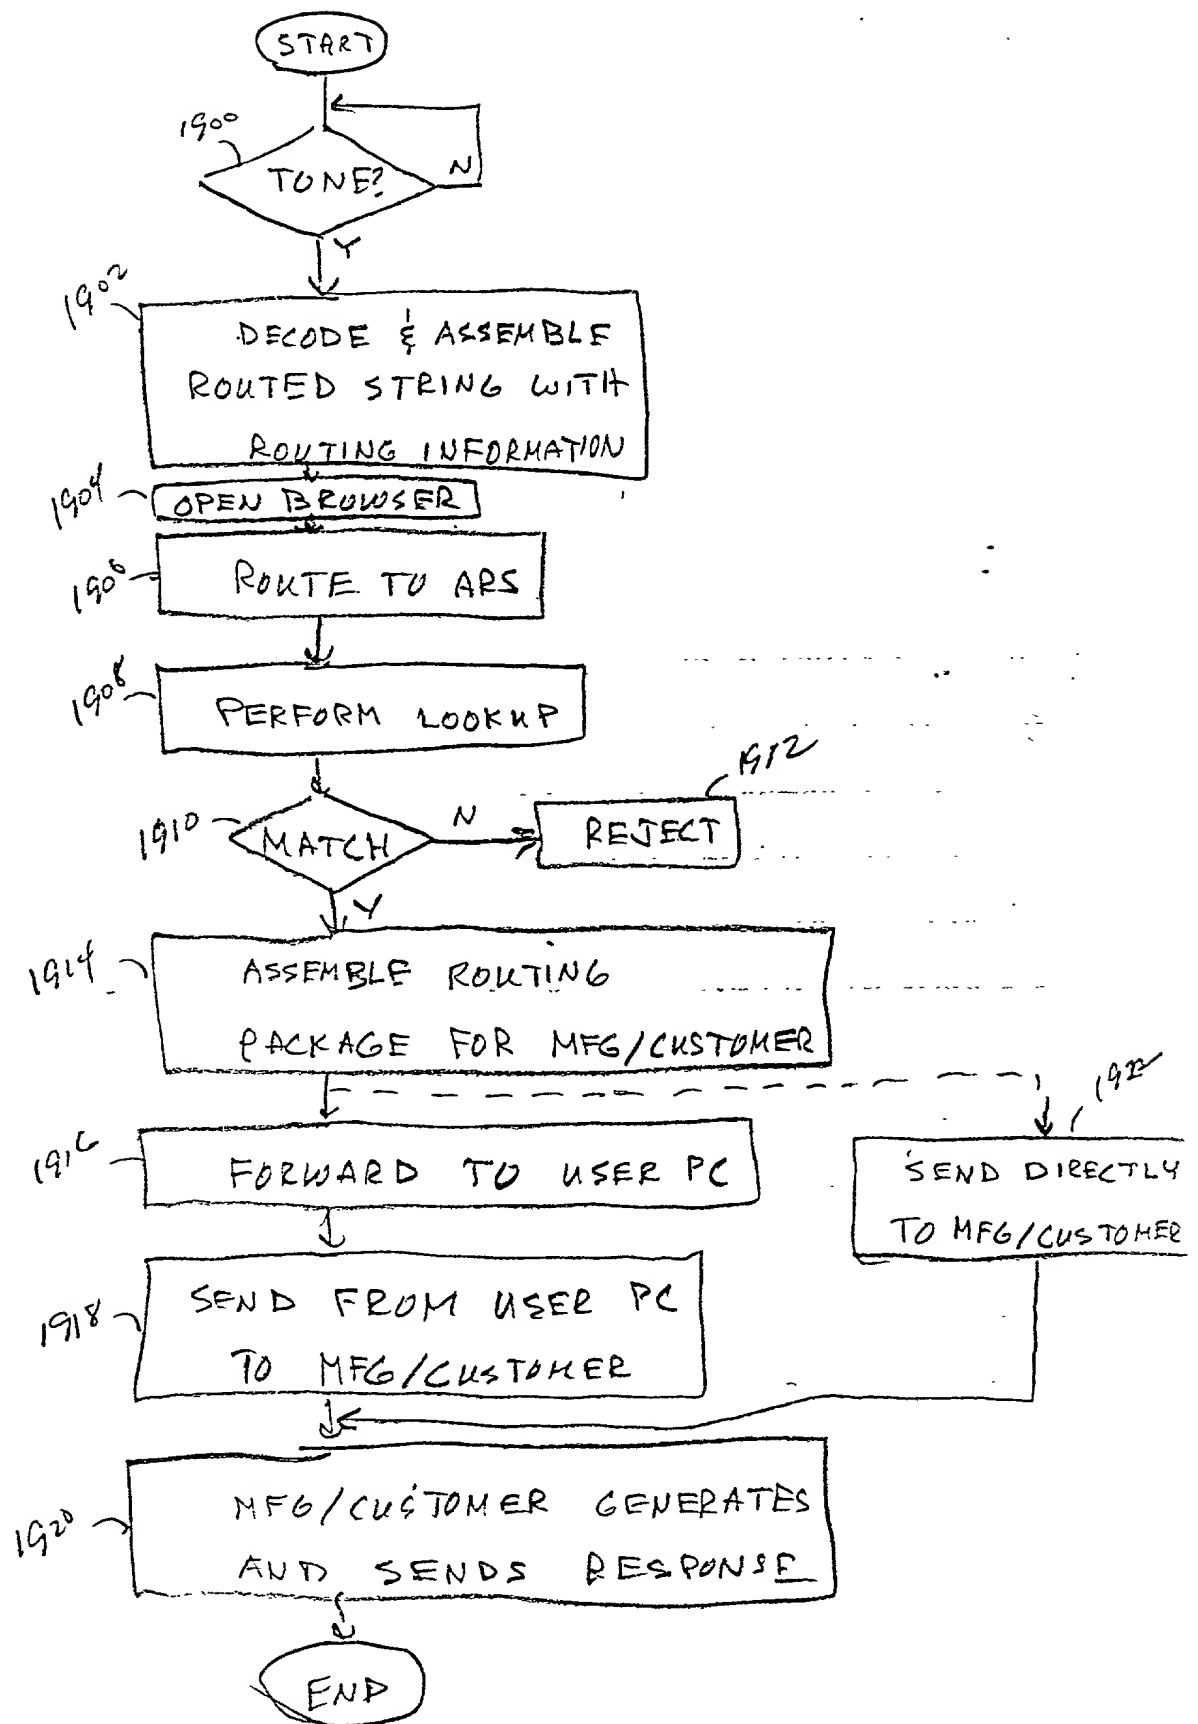 START
1900
TONE?
N
Y
1902
DECODE & ASSEMBLE
ROUTED STRING WITH
ROUTING INFORMATION
1904
OPEN BROWSER
1906
ROUTE TO ARS
1908
PERFORM LOOKUP
1910
MATCH
N
1912
REJECT
Y
1914
ASSEMBLE ROUTING
PACKAGE FOR MFG/CUSTOMER
1916
FORWARD TO USER PC
SEND DIRECTLY
TO MFG/CUSTOMER
1918
SEND FROM USER PC
TO MFG/CUSTOMER
1920
MFG/CUSTOMER GENERATES
AND SENDS RESPONSE
END